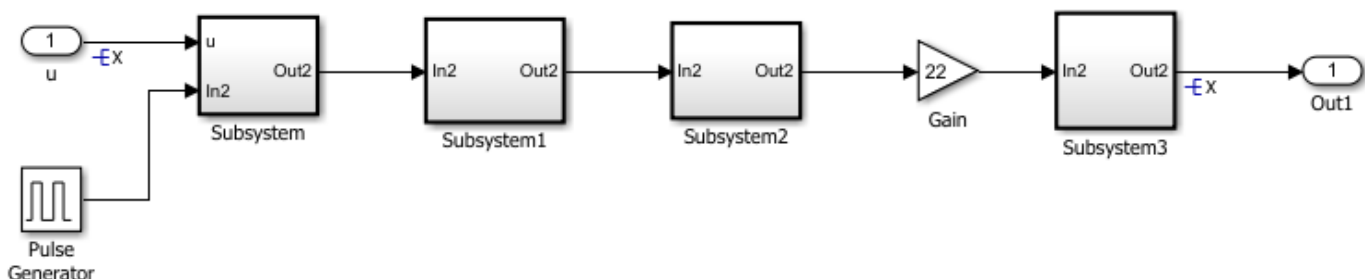 1
X
u
u
In2
Out2
Subsystem
In2
Out2
Subsystem1
In2
Out2
Subsystem2
22
Gain
In2
Out2
Subsystem3
X
1
Out1
Pulse
Generator